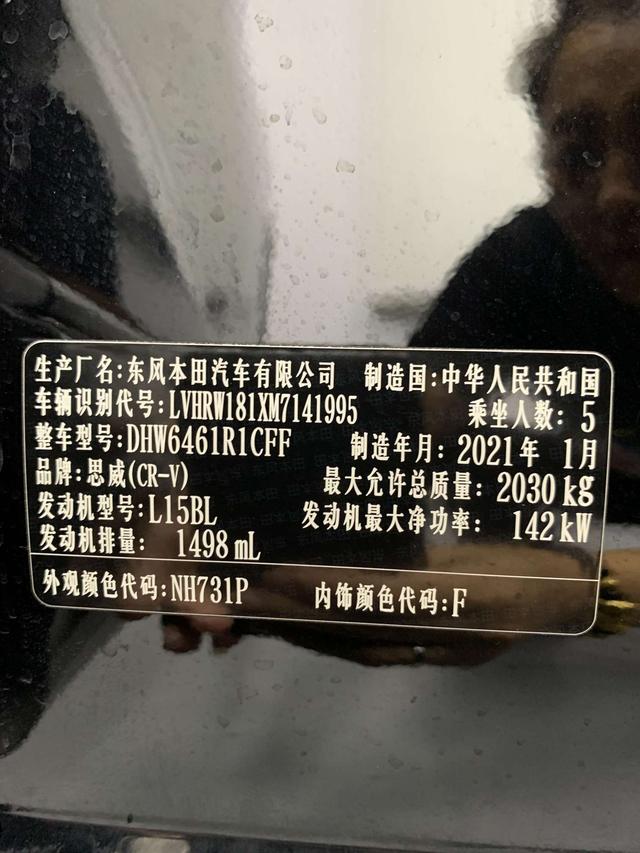 生产厂名:东风本田汽车有限公司 制造国:中华人民共和国
车辆识别代号:LVHRW181XM7141995 乘坐人数: 5
整车型号:DHW6461R1CFF 制造年月: 2021年 1月
品牌:思威(CR-V) 最大允许总质量: 2030 kg
发动机型号:L15BL 发动机最大净功率: 142 kW
发动机排量: 1498 mL
外观颜色代码:NH731P 内饰颜色代码:F